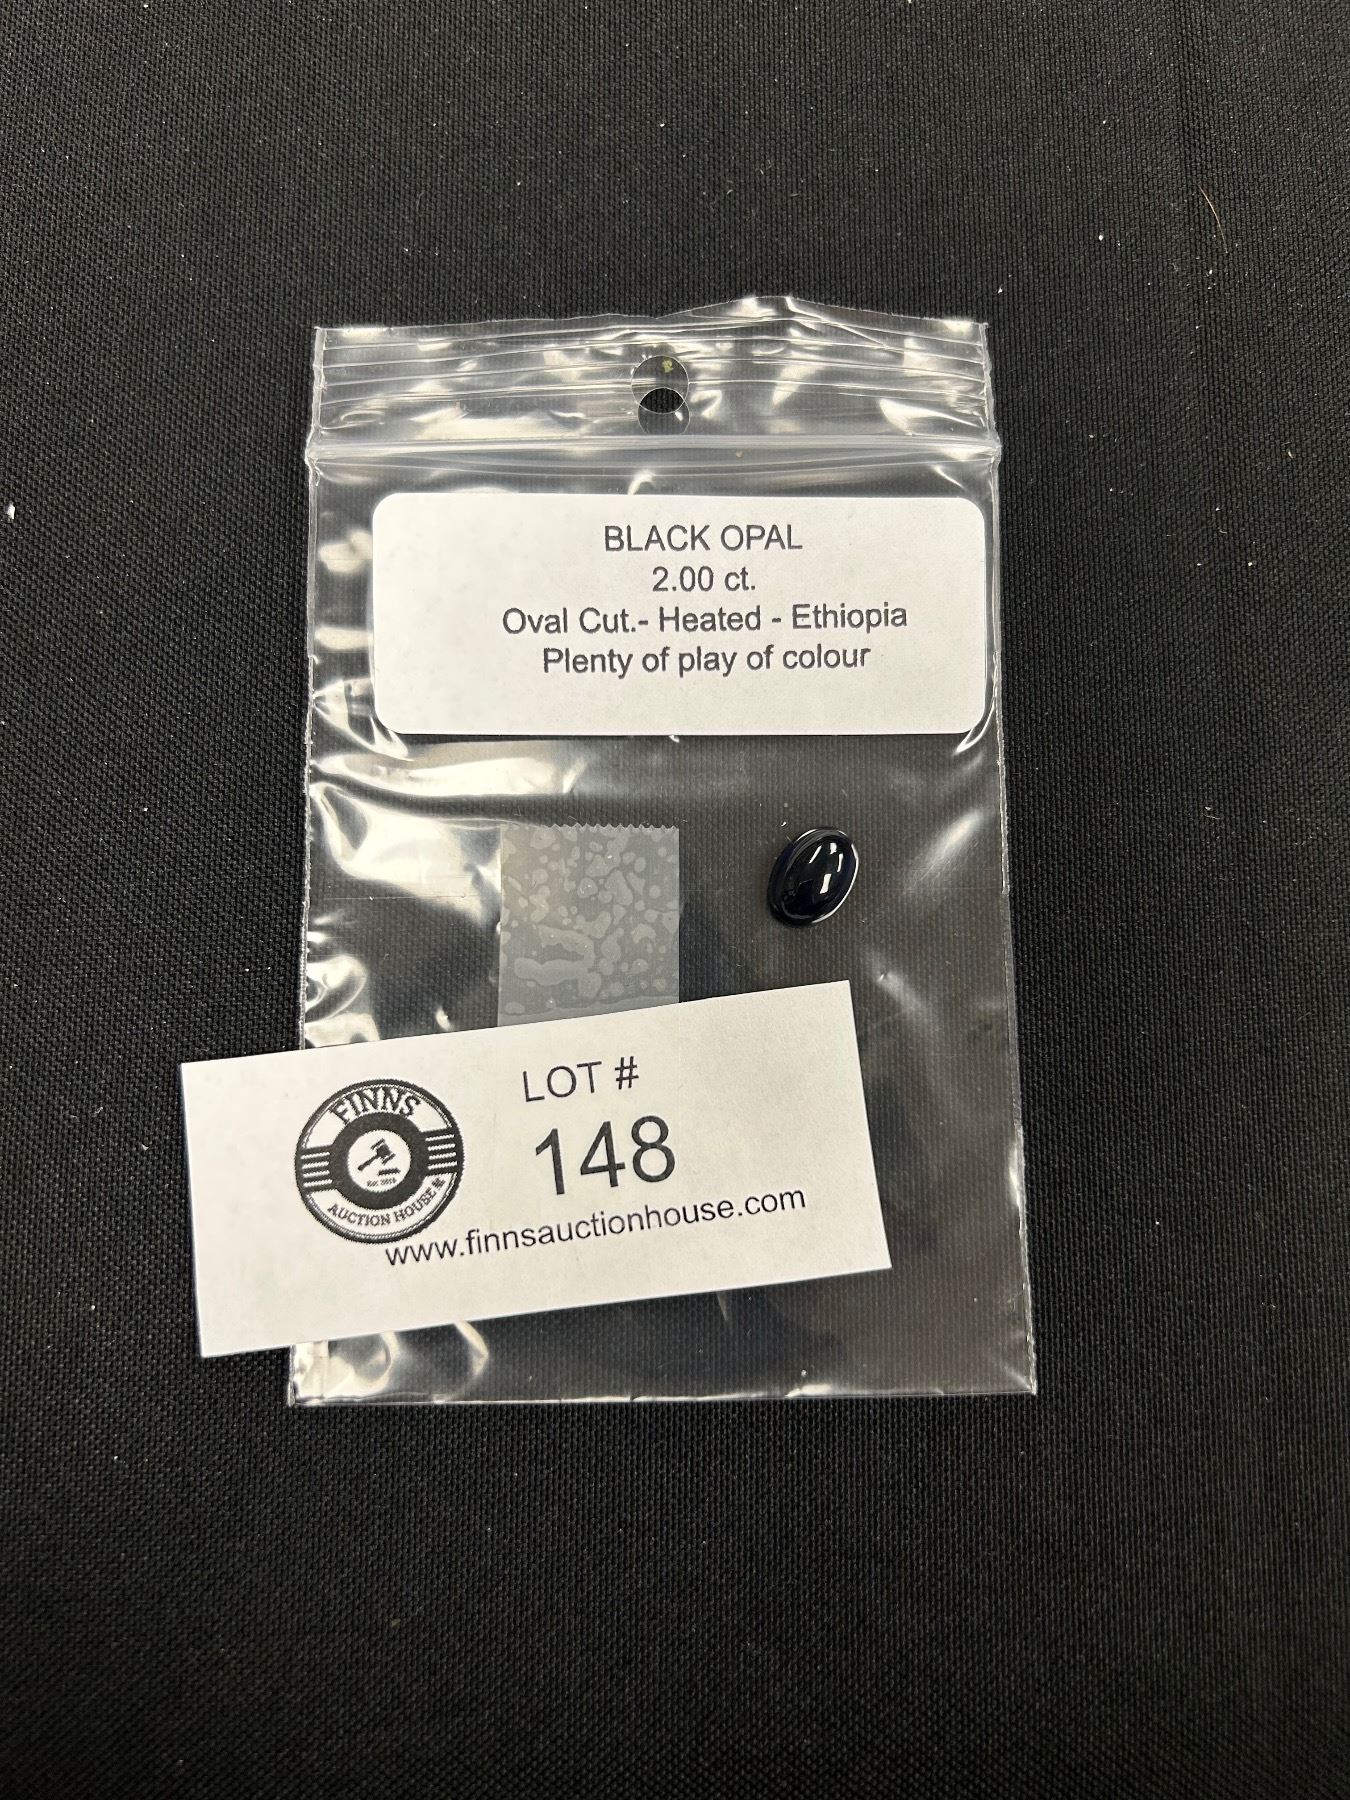 BLACK OPAL
2.00 ct.
Oval Cut.- Heated - Ethiopia
Plenty of play of colour
LOT #
148
FINNS
AUCTION HOUSE
www.finnsauctionhouse.com